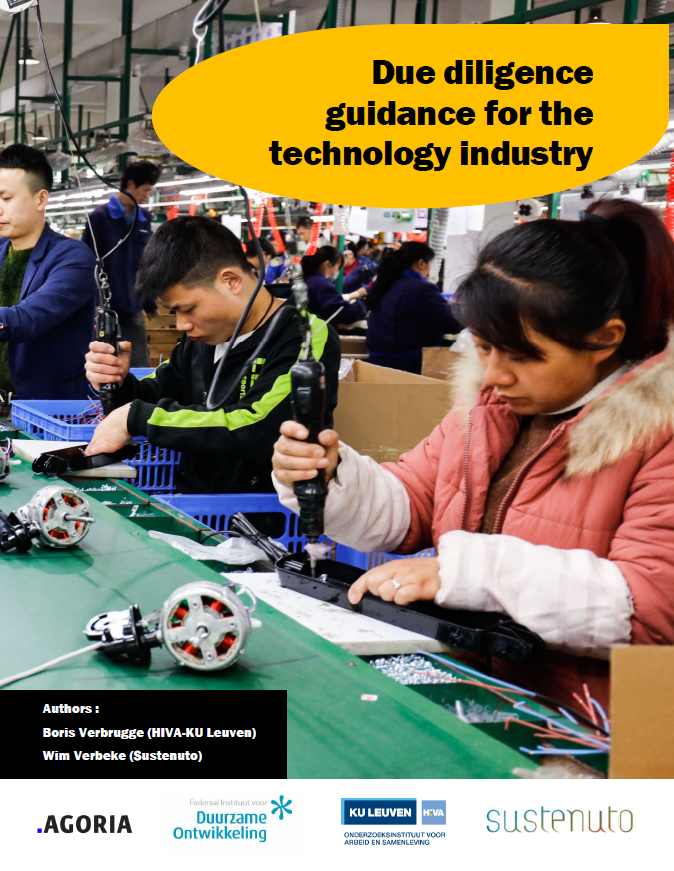 Due diligence
guidance for the
technology industry
Authors :
Boris Verbrugge (HIVA-KU Leuven)
Wim Verbeke (Sustenuto)
.AGORIA
Federaal Instituut voor
Duurzame
Ontwikkeling
KU LEUVEN HIVA
ONDERZOEKSINSTITUUT VOOR
ARBEID EN SAMENLEVING
sustenuto